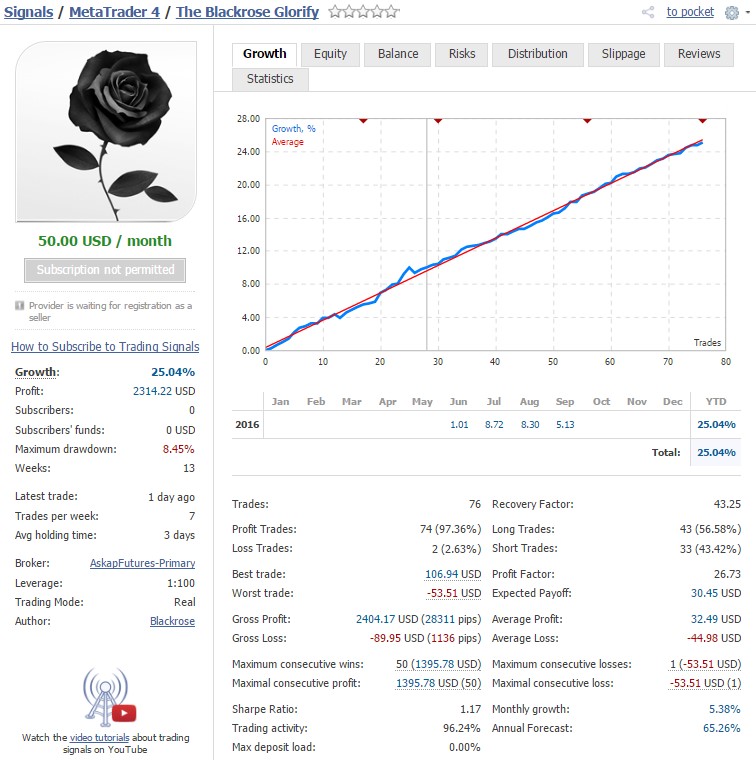 Signals / MetaTrader 4 / The Blackrose Glorify
to pocket
50.00 USD / month
Subscription not permitted
Provider is waiting for registration as a
seller
How to Subscribe to Trading Signals
Growth: 25.04%
Profit: 2314.22 USD
Subscribers: 0
Subscribers' funds: 0 USD
Maximum drawdown: 8.45%
Weeks: 13
Latest trade: 1 day ago
Trades per week: 7
Avg holding time: 3 days
Broker: AskapFutures-Primary
Leverage: 1:100
Trading Mode: Real
Author: Blackrose
Watch the video tutorials about trading
signals on YouTube
Growth Equity Balance Risks Distribution Slippage Reviews
Statistics
Growth, %
Average
28.00
24.00
20.00
16.00
12.00
8.00
4.00
0.00
Trades
0 10 20 30 40 50 60 70 80
Jan Feb Mar Apr May Jun Jul Aug Sep Oct Nov Dec YTD
2016 1.01 8.72 8.30 5.13 25.04%
Total: 25.04%
Trades: 76 Recovery Factor: 43.25
Profit Trades: 74 (97.36%) Long Trades: 43 (56.58%)
Loss Trades: 2 (2.63%) Short Trades: 33 (43.42%)
Best trade: 106.94 USD Profit Factor: 26.73
Worst trade: -53.51 USD Expected Payoff: 30.45 USD
Gross Profit: 2404.17 USD (28311 pips) Average Profit: 32.49 USD
Gross Loss: -89.95 USD (1136 pips) Average Loss: -44.98 USD
Maximum consecutive wins: 50 (1395.78 USD) Maximum consecutive losses: 1 (-53.51 USD)
Maximal consecutive profit: 1395.78 USD (50) Maximal consecutive loss: -53.51 USD (1)
Sharpe Ratio: 1.17 Monthly growth: 5.38%
Trading activity: 96.24% Annual Forecast: 65.26%
Max deposit load: 0.00%